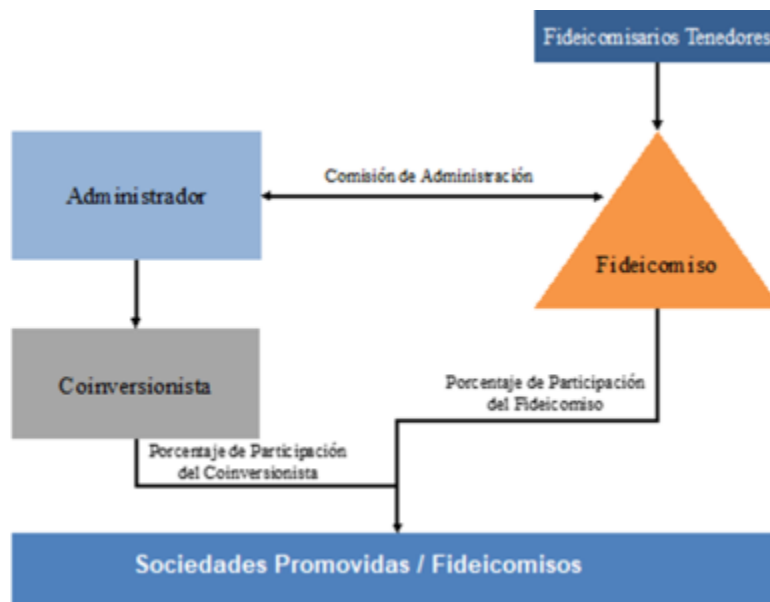 Fideicomisarios Tenedores
Administrador
Comisión de Administración
Fideicomiso
Coinversionista
Porcentaje de Participación
del Fideicomiso
Porcentaje de Participación
del Coinversionista
Sociedades Promovidas / Fideicomisos